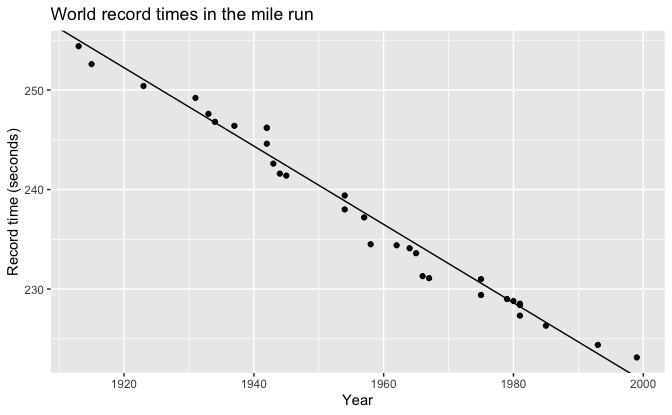 World record times in the mile run
250
240
230
Record time (seconds)
1920 1940 1960 1980 2000
Year